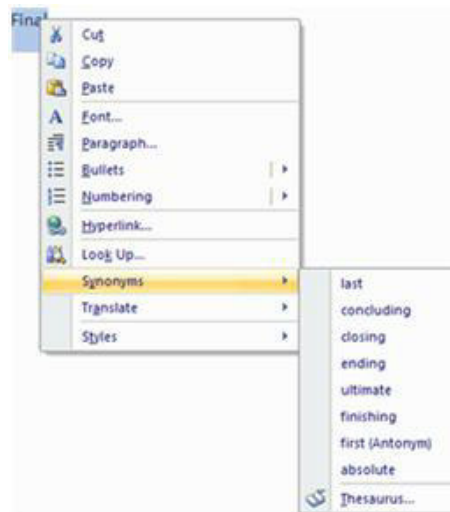 Final
Cut
Copy
Paste
Font...
Paragraph...
Bullets
Numbering
Hyperlink...
Look Up...
Synonyms
Translate
Styles
last
concluding
closing
ending
ultimate
finishing
first (Antonym)
absolute
Thesaurus...